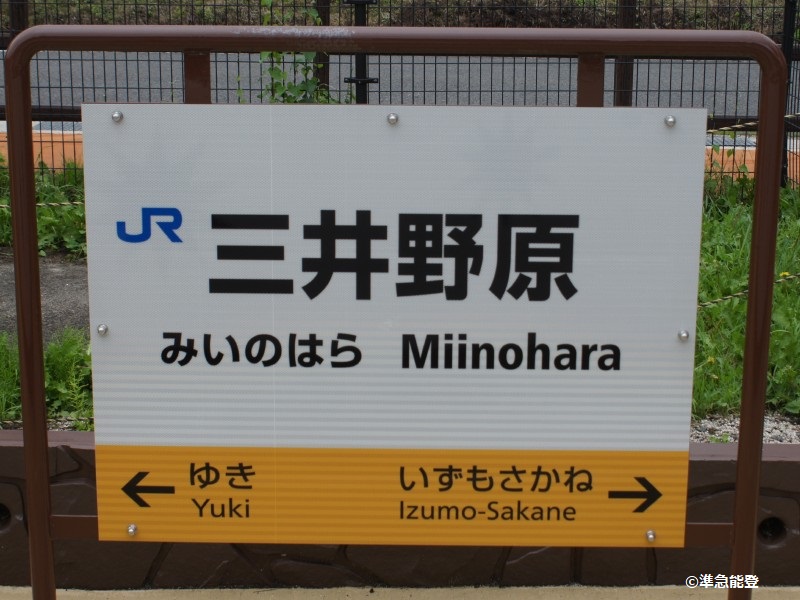 JR 三井野原
みいのはら Miinohara
← ゆき いずもさかね →
Yuki Izumo-Sakane
©準急能登